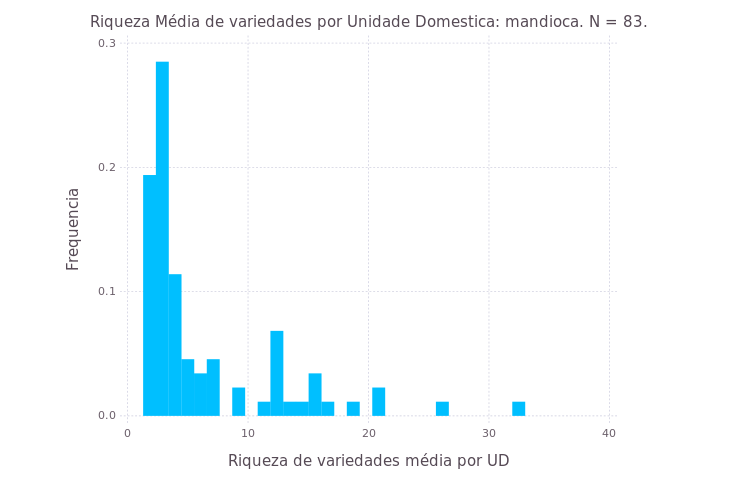 Riqueza Média de variedades por Unidade Domestica: mandioca. N = 83.
0.3
0.2
0.1
0.0
Frequencia
0 10 20 30 40
Riqueza de variedades média por UD